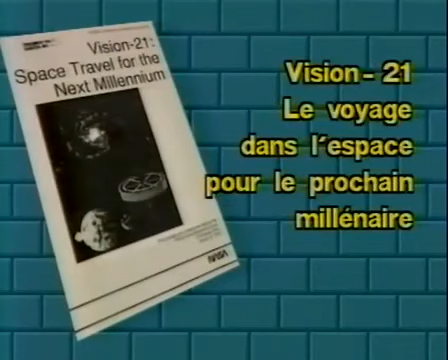 Vision-21:
Space Travel for the
Next Millennium
NASA
Vision - 21
Le voyage
dans l'espace
pour le prochain
millénaire